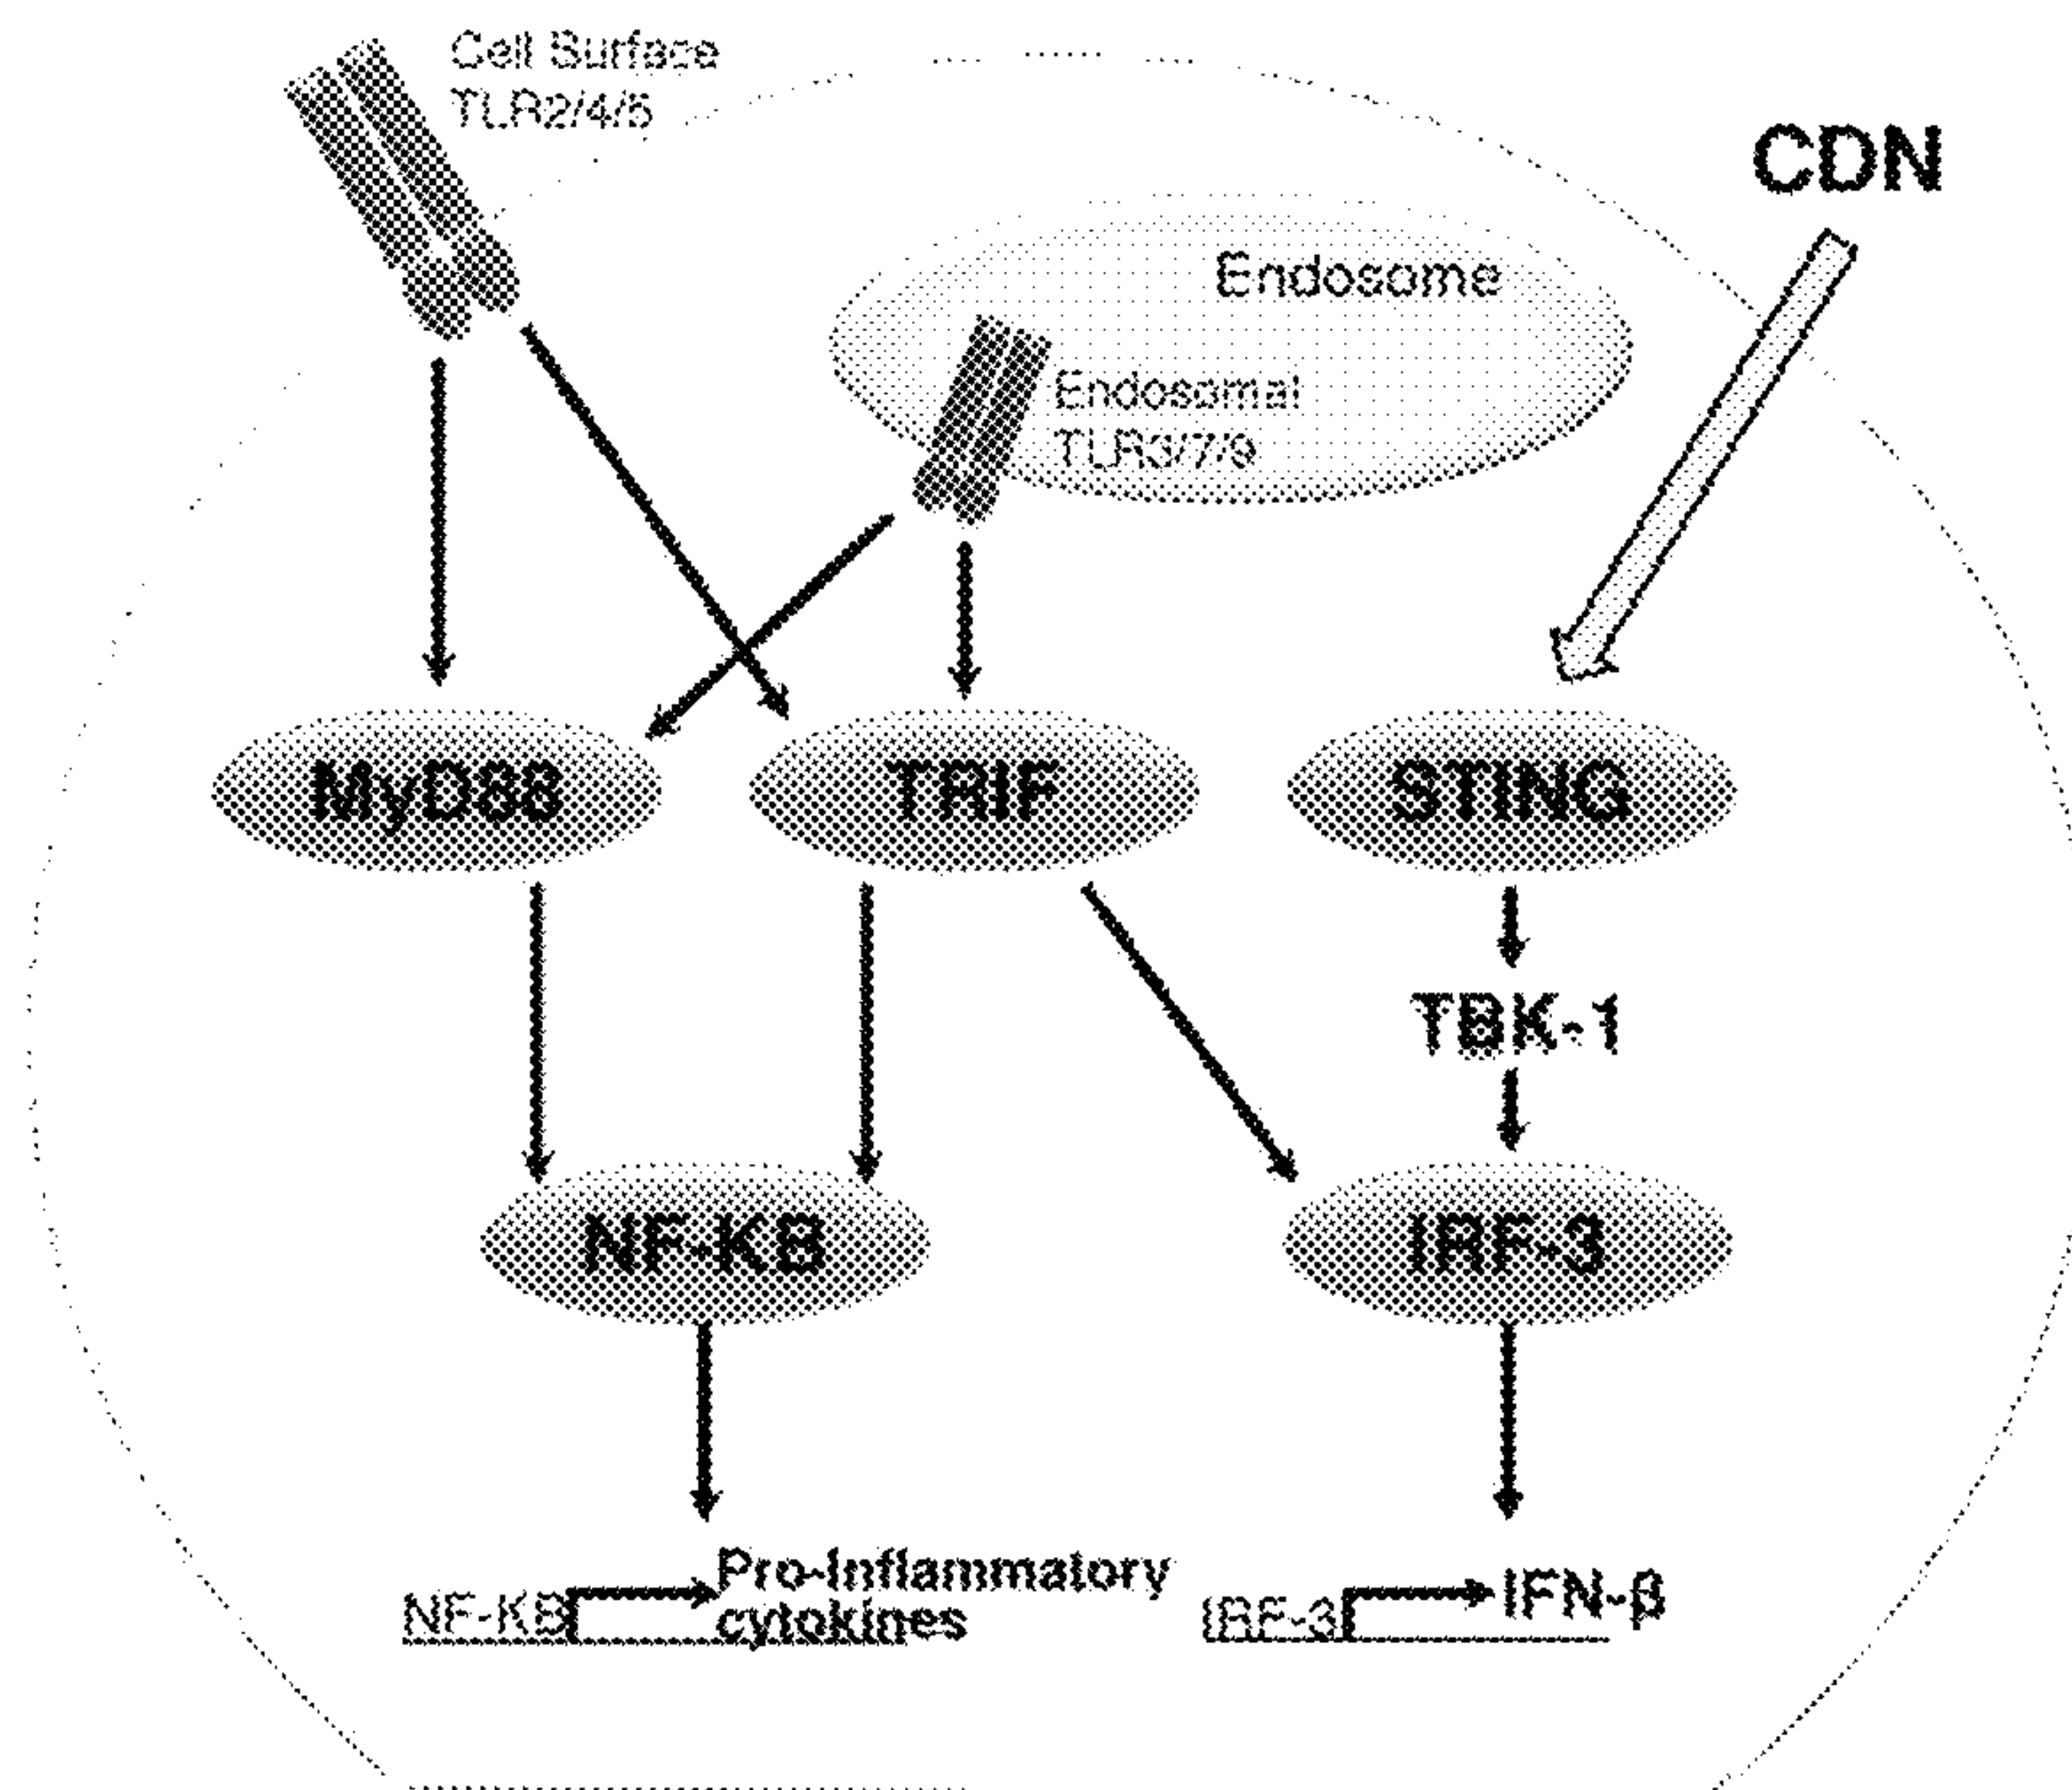 Cell Surface
TLR2/4/5
CDN
Endosome
Endosomal
TLR3/7/9
MyD88
TRIF
STING
TBK-1
NF-KB
IRF-3
Pro-Inflammatory
NF-KB
cytokines
IRF-3
IFN-β